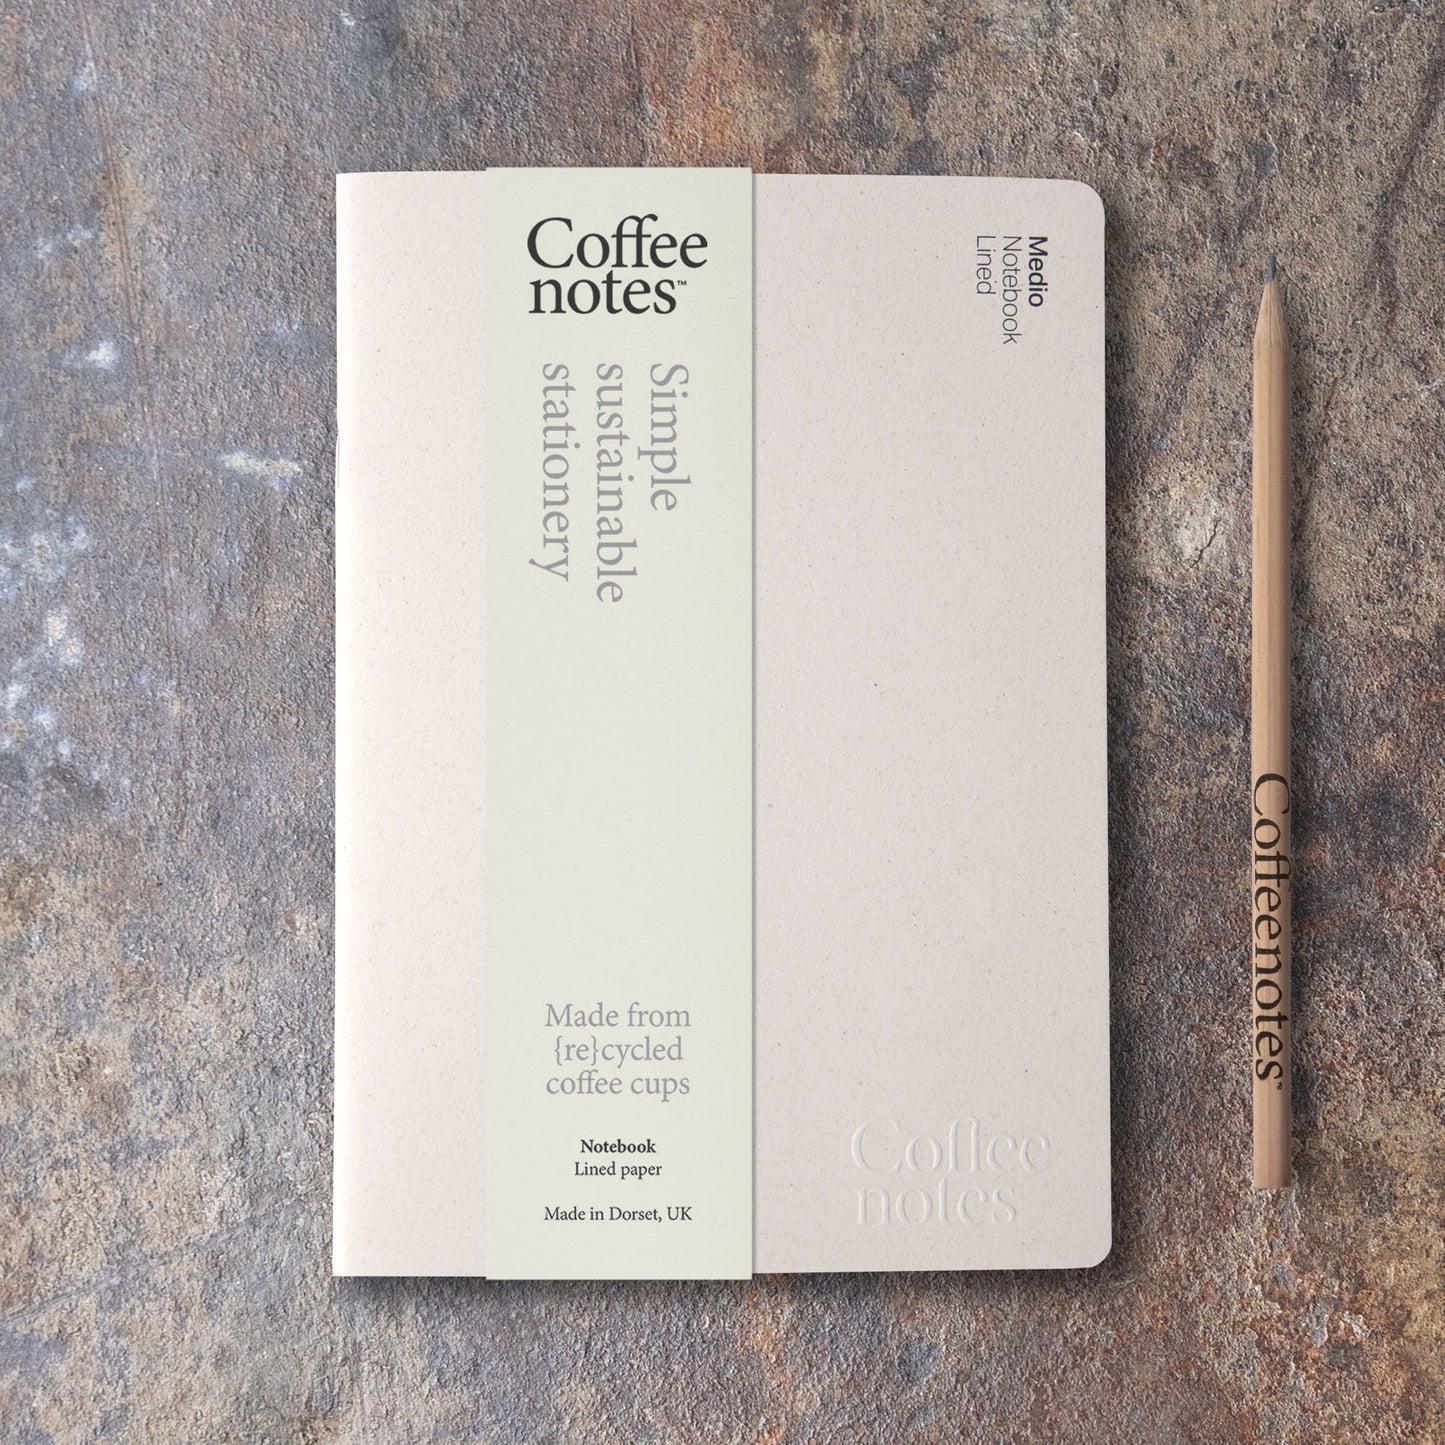 Coffee
notes™
Simple
sustainable
stationery
Made from
{re}cycled
coffee cups
Notebook
Lined paper
Made in Dorset, UK
Medio
Notebook
Lined
Coffee
notes
Coffeenotes™